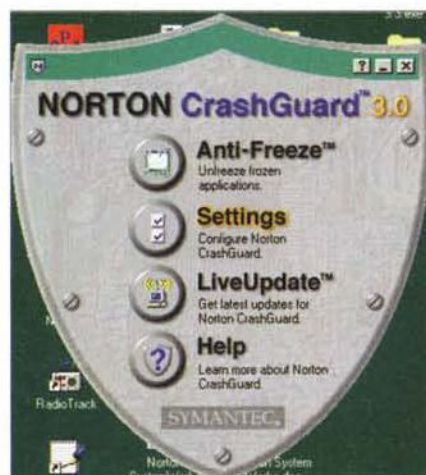 NORTON CrashGuard™ 3.0
Anti-Freeze™
Unfreeze frozen
applications.
Settings
Configure Norton
CrashGuard.
LiveUpdate™
Get latest updates for
Norton CrashGuard.
Help
Learn more about Norton
CrashGuard.
RadioTrack
SYMANTEC.
System